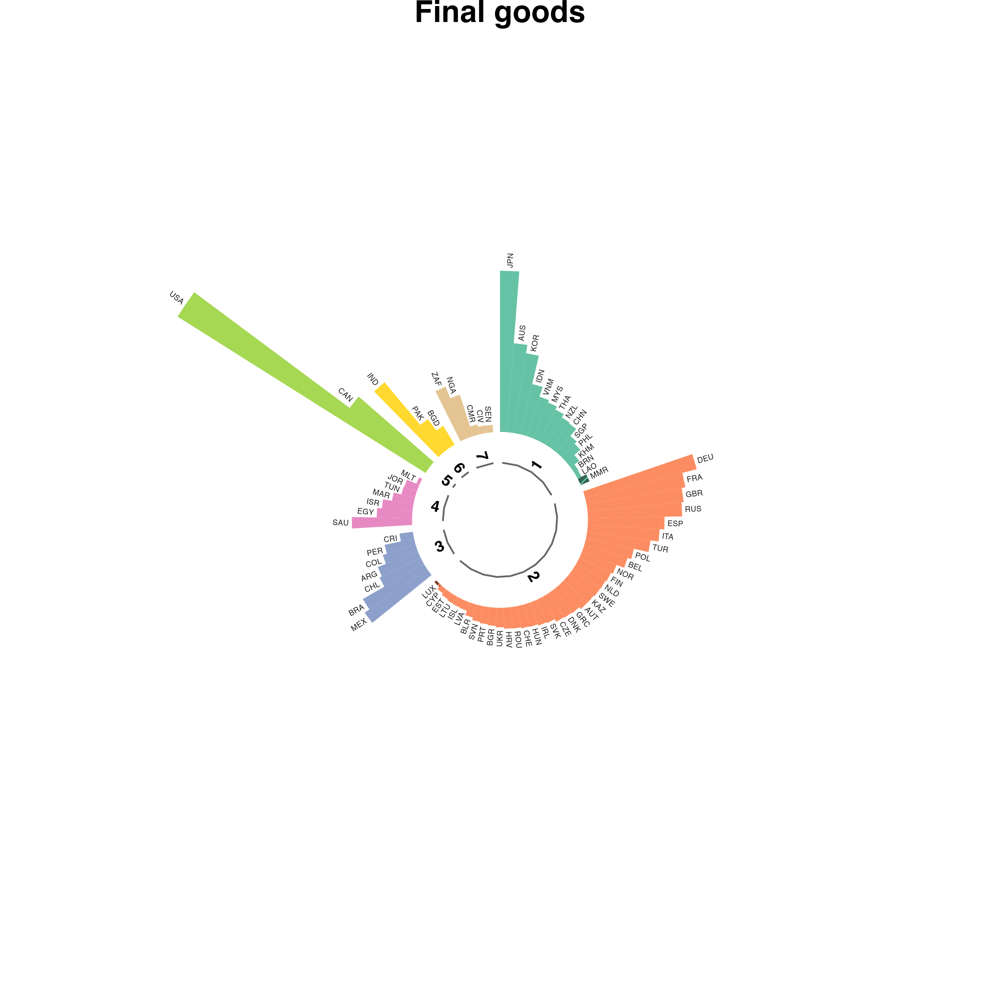 Final goods
JPN
AUS
KOR
IDN
VNM
MYS
THA
NZL
CHN
SGP
PHL
KHM
BRN
LAO
MMR
DEU
FRA
GBR
RUS
ESP
ITA
TUR
POL
BEL
NOR
FIN
NLD
SWE
KAZ
AUT
GRC
DNK
CZE
SVK
IRL
HUN
CHE
ROU
HRV
UKR
BGR
PRT
SVN
BLR
LVA
ISL
LTU
EST
CYP
LUX
MEX
BRA
CHL
ARG
COL
PER
CRI
SAU
EGY
ISR
MAR
TUN
JOR
MLT
USA
CAN
IND
PAK
BGD
ZAF
NGA
CMR
CIV
SEN
1
2
3
4
5
6
7